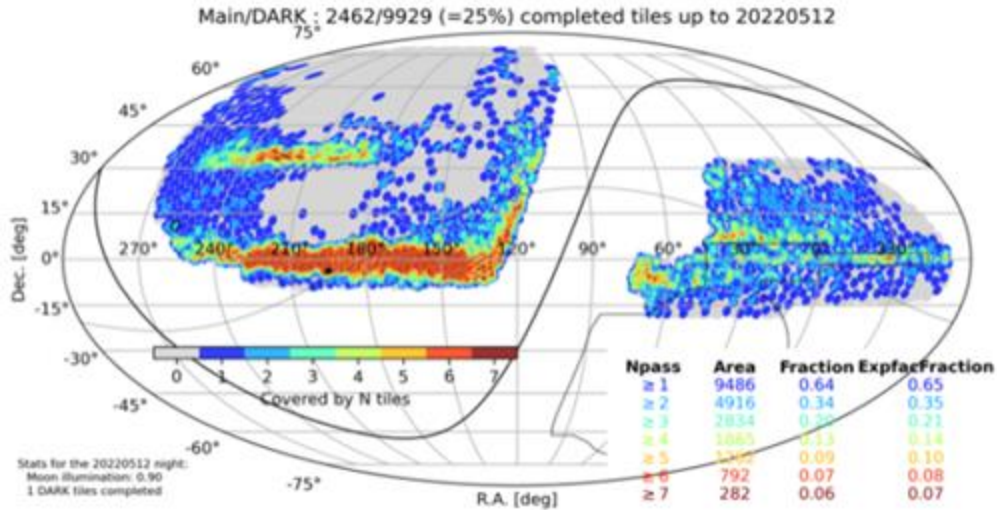 Main/DARK : 2462/9929 (=25%) completed tiles up to 20220512
75°
60°
45°
30°
15°
0°
-15°
-30°
-45°
-60°
-75°
Dec. [deg]
270° 240° 210° 180° 150° 120° 90° 60° 30°
0 1 2 3 4 5 6 7
Covered by N tiles
Npass Area Fraction ExpfacFraction
≥ 1 9486 0.64 0.65
≥ 2 4916 0.34 0.35
≥ 3 2834 0.20 0.21
≥ 4 0.13 0.14
≥ 5 0.09 0.10
≥ 6 792 0.07 0.08
≥ 7 282 0.06 0.07
Stats for the 20220512 night:
Moon Illumination: 0.90
1 DARK tiles completed
R.A. [deg]